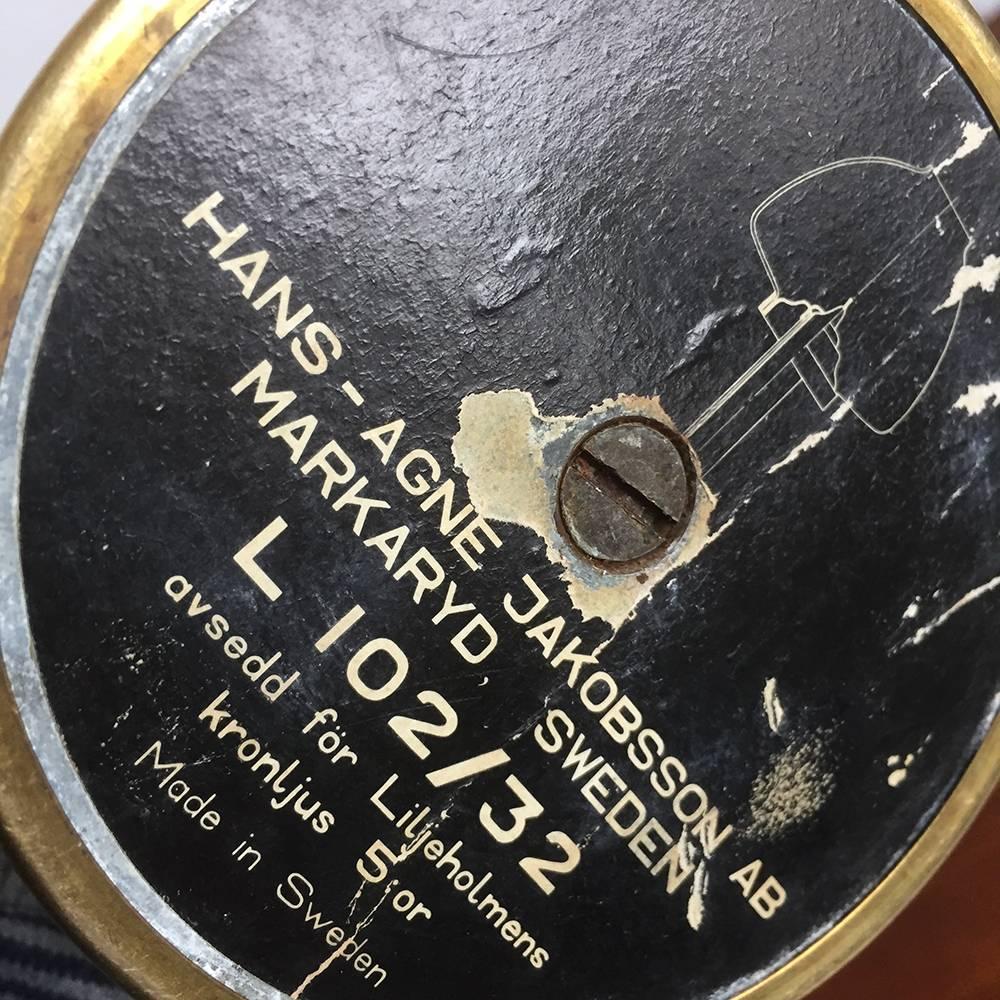 HANS-AGNE JAKOBSSON AB
MARKARYD, SWEDEN
L 102/32
avsedd för Liljeholmens
kronljus 5:or
Made in Sweden